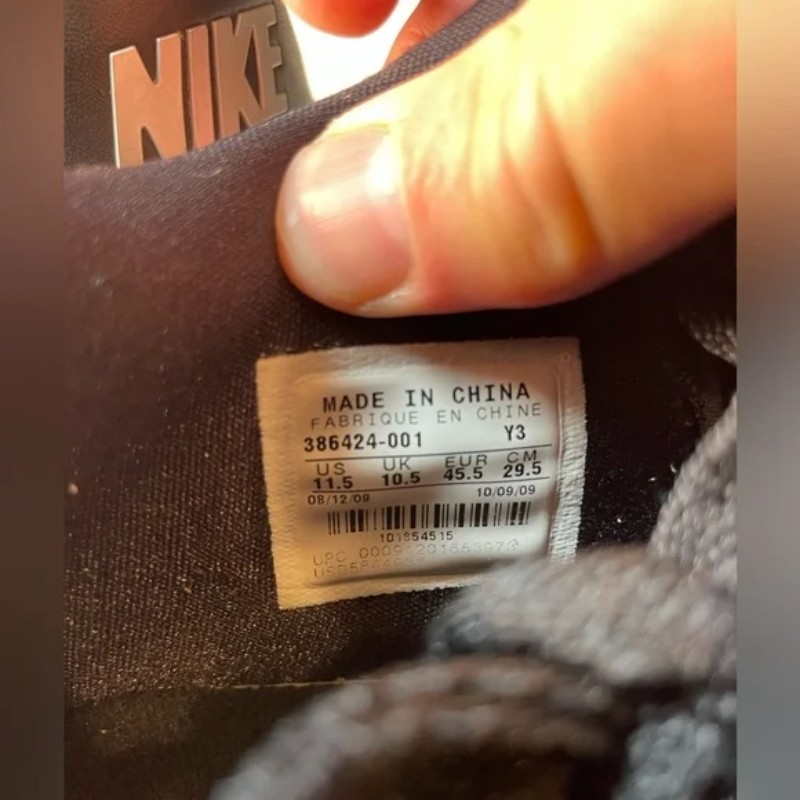 NIKE
MADE IN CHINA
FABRIQUE EN CHINE
386424-001 Y3
US UK EUR CM
11.5 10.5 45.5 29.5
08/12/09 10/09/09
101854515
UPC